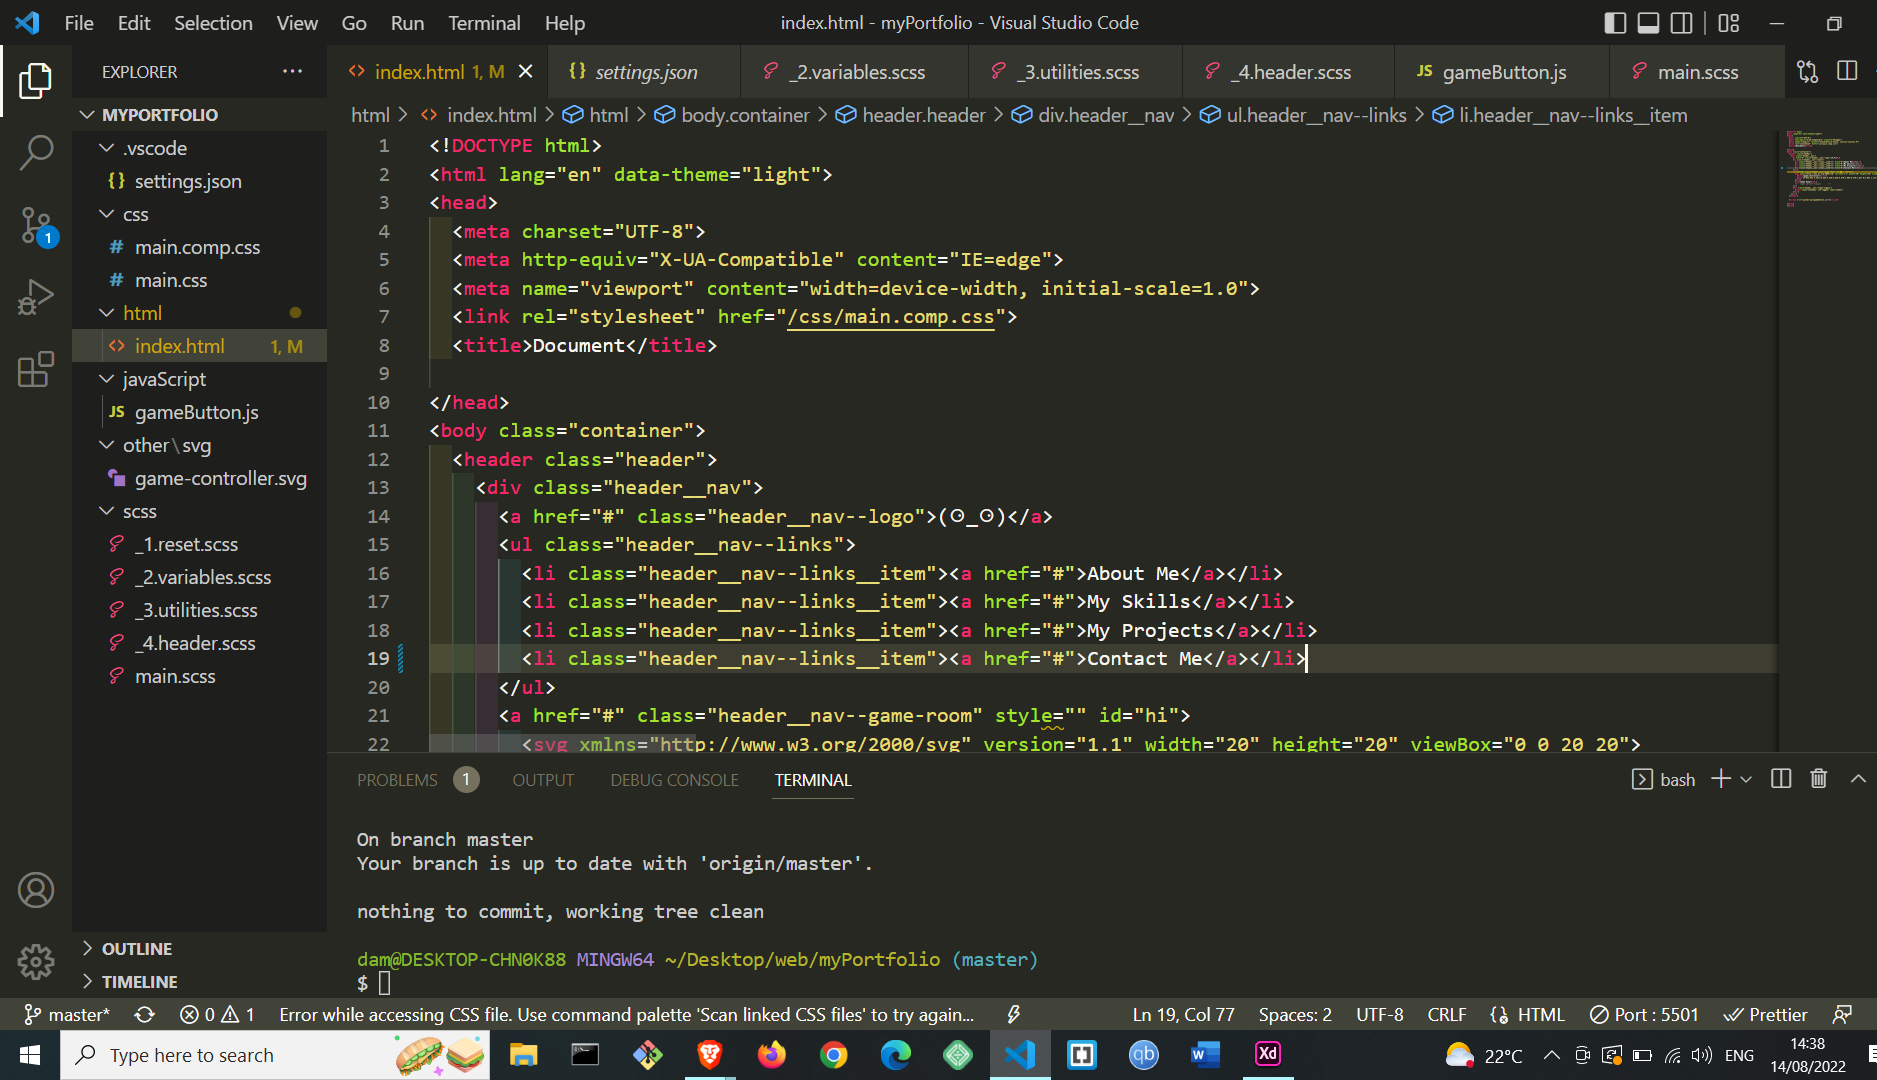 File Edit Selection View Go Run Terminal Help index.html - myPortfolio - Visual Studio Code
EXPLORER
index.html 1, M settings.json _2.variables.scss _3.utilities.scss _4.header.scss JS gameButton.js main.scss
MYPORTFOLIO
.vscode
{} settings.json
css
# main.comp.css
# main.css
html
index.html 1, M
javaScript
JS gameButton.js
other\svg
game-controller.svg
scss
_1.reset.scss
_2.variables.scss
_3.utilities.scss
_4.header.scss
main.scss
OUTLINE
TIMELINE
html > index.html > html > body.container > header.header > div.header__nav > ul.header__nav--links > li.header__nav--links__item
1 <!DOCTYPE html>
2 <html lang="en" data-theme="light">
3 <head>
4 <meta charset="UTF-8">
5 <meta http-equiv="X-UA-Compatible" content="IE=edge">
6 <meta name="viewport" content="width=device-width, initial-scale=1.0">
7 <link rel="stylesheet" href="/css/main.comp.css">
8 <title>Document</title>
9
10 </head>
11 <body class="container">
12 <header class="header">
13 <div class="header__nav">
14 <a href="#" class="header__nav--logo">(ʘ_ʘ)</a>
15 <ul class="header__nav--links">
16 <li class="header__nav--links__item"><a href="#">About Me</a></li>
17 <li class="header__nav--links__item"><a href="#">My Skills</a></li>
18 <li class="header__nav--links__item"><a href="#">My Projects</a></li>
19 <li class="header__nav--links__item"><a href="#">Contact Me</a></li>
20 </ul>
21 <a href="#" class="header__nav--game-room" style="" id="hi">
22 <svg xmlns="http://www.w3.org/2000/svg" version="1.1" width="20" height="20" viewBox="0 0 20 20">
PROBLEMS 1 OUTPUT DEBUG CONSOLE TERMINAL bash
On branch master
Your branch is up to date with 'origin/master'.
nothing to commit, working tree clean
dam@DESKTOP-CHN0K88 MINGW64 ~/Desktop/web/myPortfolio (master)
$
master* 0 1 Error while accessing CSS file. Use command palette 'Scan linked CSS files' to try again... Ln 19, Col 77 Spaces: 2 UTF-8 CRLF HTML Port : 5501 Prettier
Type here to search 22°C ENG 14:38
14/08/2022